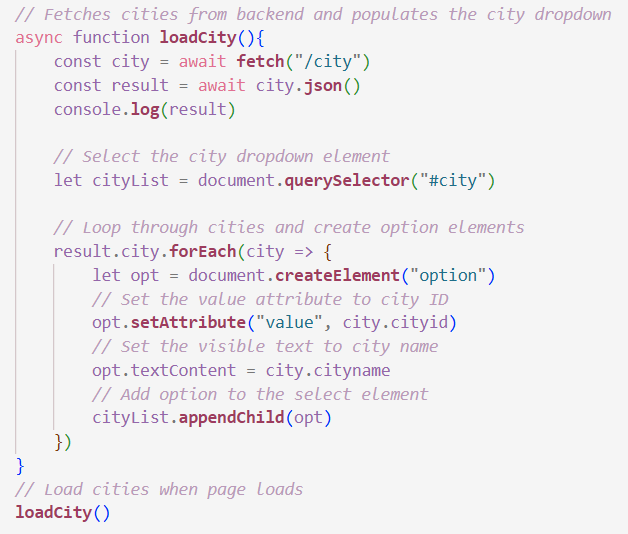 // Fetches cities from backend and populates the city dropdown
async function loadCity(){
    const city = await fetch("/city")
    const result = await city.json()
    console.log(result)

    // Select the city dropdown element
    let cityList = document.querySelector("#city")

    // Loop through cities and create option elements
    result.city.forEach(city => {
        let opt = document.createElement("option")
        // Set the value attribute to city ID
        opt.setAttribute("value", city.cityid)
        // Set the visible text to city name
        opt.textContent = city.cityname
        // Add option to the select element
        cityList.appendChild(opt)
    })
}
// Load cities when page loads
loadCity()